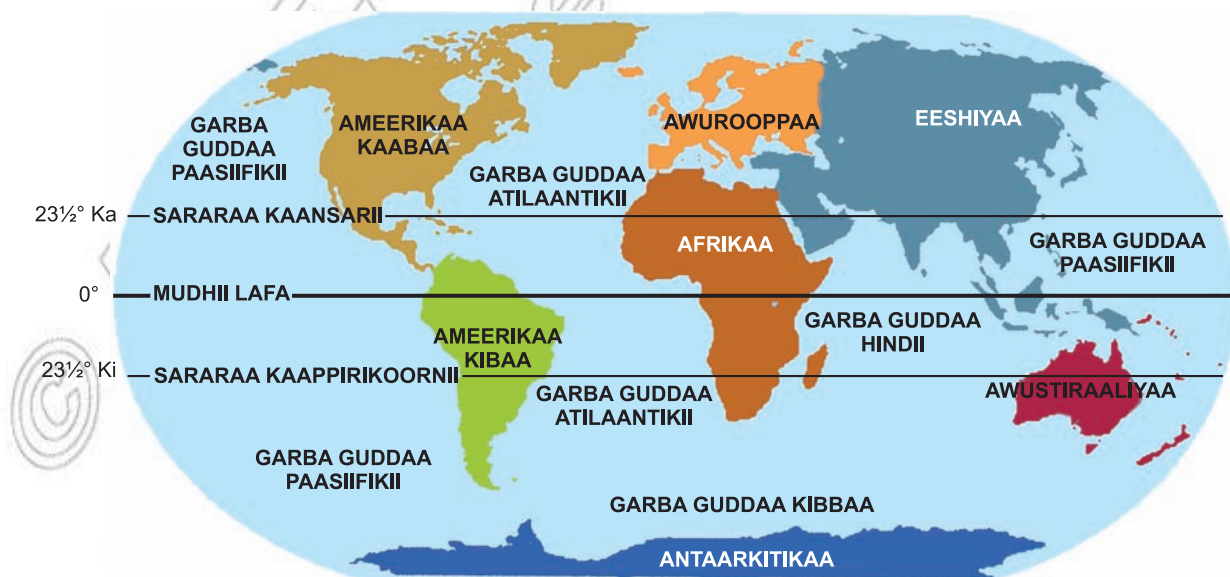 GARBA
GUDDAA
PAASIIFIKII
AMEERIKAA
KAABAA
AWUROOPPAA
EESHIYAA
GARBA GUDDAA
ATILAANTIKII
23½° Ka
SARARAA KAANSARII
AFRIKAA
GARBA GUDDAA
PAASIIFIKII
0°
MUDHII LAFA
AMEERIKAA
KIBAA
GARBA GUDDAA
HINDII
23½° Ki
SARARAA KAAPPIRIKOORNII
GARBA GUDDAA
ATILAANTIKII
AWUSTIRAALIYAA
GARBA GUDDAA
PAASIIFIKII
GARBA GUDDAA KIBBAA
ANTAARKITIKAA
©